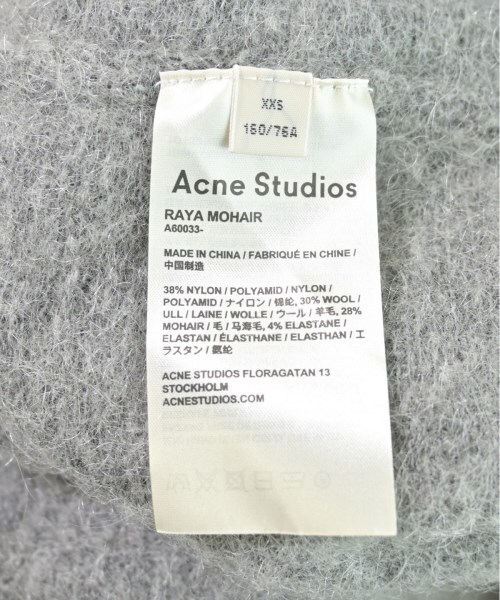 XXS
160/76A
Acne Studios
RAYA MOHAIR
A60033-
MADE IN CHINA / FABRIQUÉ EN CHINE /
中国制造
38% NYLON / POLYAMID / NYLON /
POLYAMID / ナイロン / 锦纶, 30% WOOL /
ULL / LAINE / WOLLE / ウール / 羊毛, 28%
MOHAIR / 毛 / 马海毛, 4% ELASTANE /
ELASTAN / ÉLASTHANE / ELASTHAN / エ
ラスタン / 氨纶
ACNE STUDIOS FLORAGATAN 13
STOCKHOLM
ACNESTUDIOS.COM